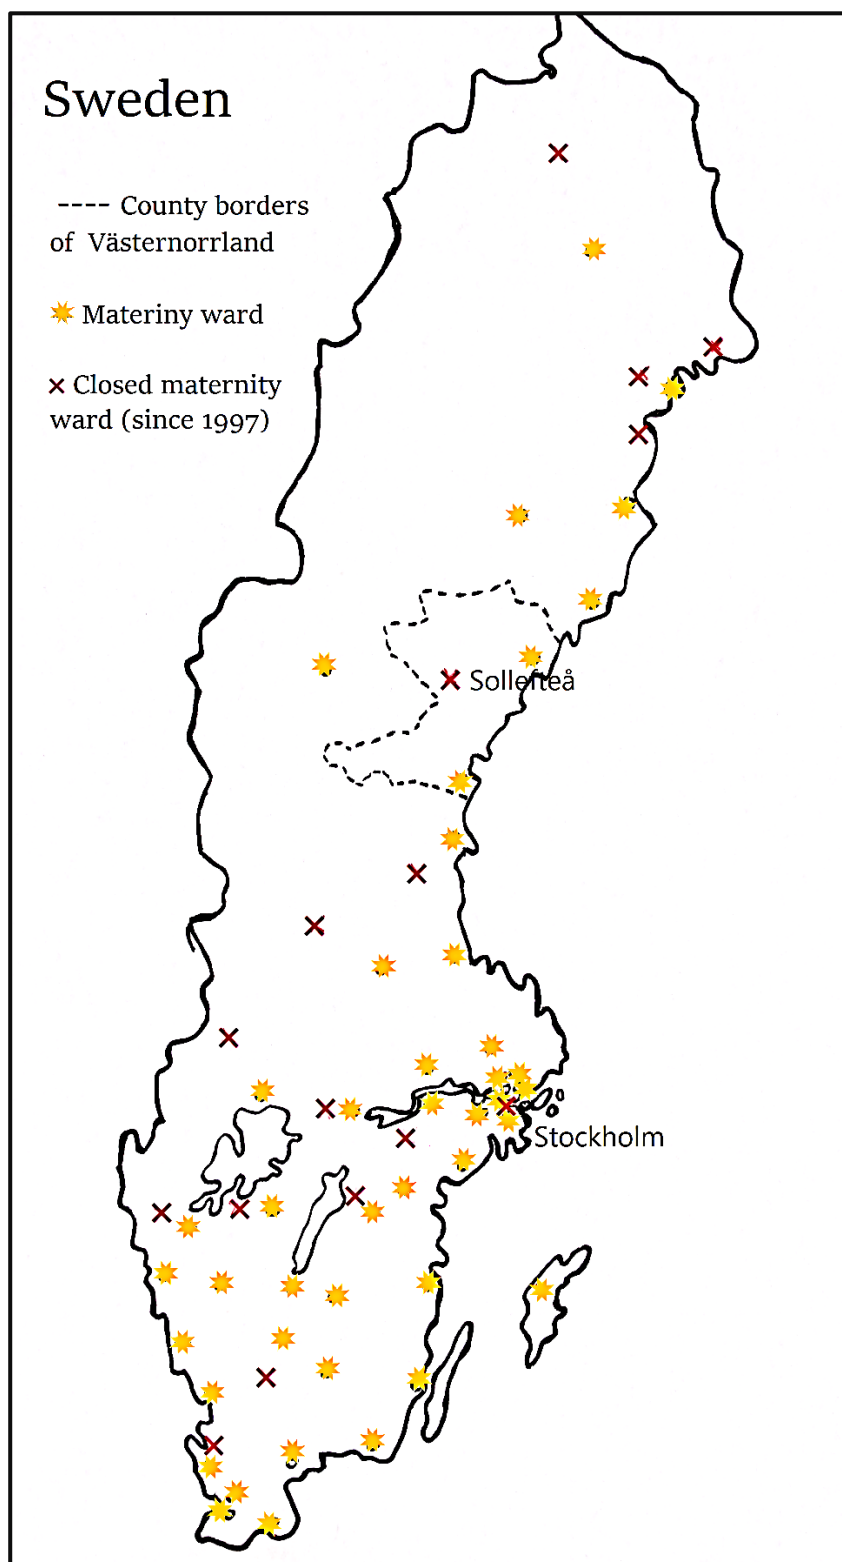 Sweden
---- County borders
of Västernorrland
Materiny ward
Closed maternity
ward (since 1997)
Sollefteå
Stockholm